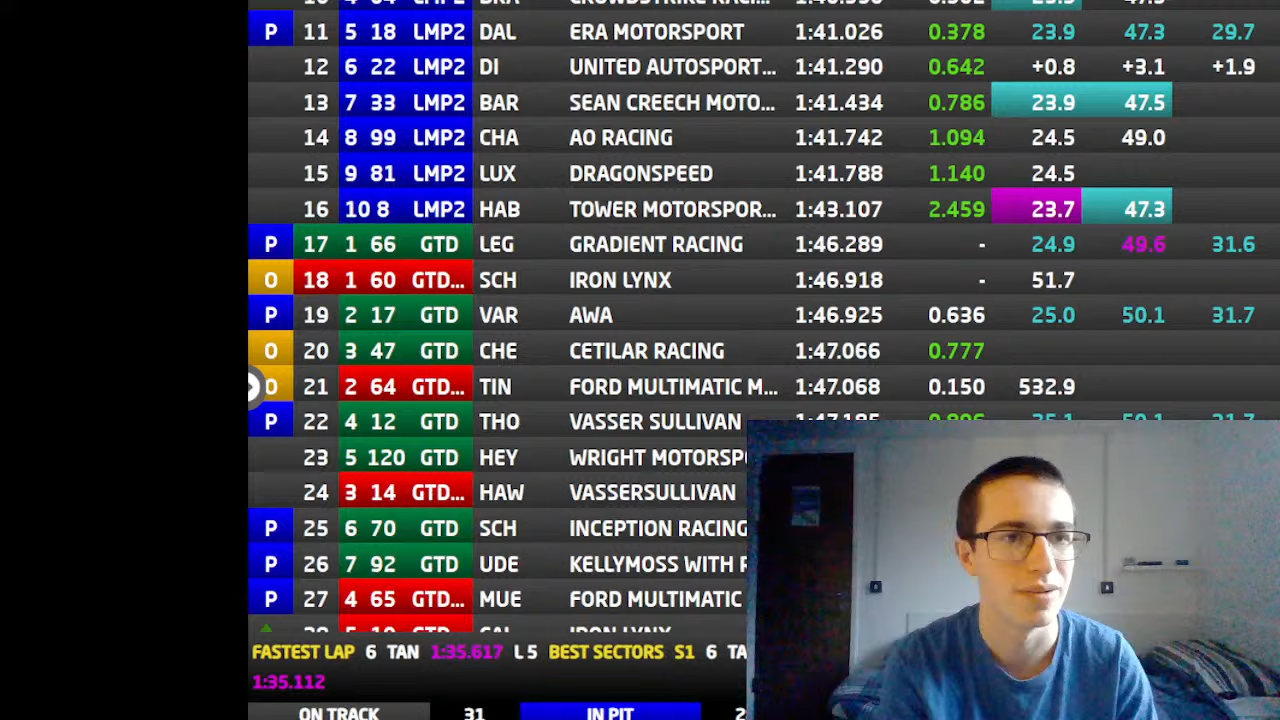 P 11 5 18 LMP2 DAL ERA MOTORSPORT 1:41.026 0.378 23.9 47.3 29.7
12 6 22 LMP2 DI UNITED AUTOSPORT... 1:41.290 0.642 +0.8 +3.1 +1.9
13 7 33 LMP2 BAR SEAN CREECH MOTO... 1:41.434 0.786 23.9 47.5
14 8 99 LMP2 CHA AO RACING 1:41.742 1.094 24.5 49.0
15 9 81 LMP2 LUX DRAGONSPEED 1:41.788 1.140 24.5
16 10 8 LMP2 HAB TOWER MOTORSPOR... 1:43.107 2.459 23.7 47.3
P 17 1 66 GTD LEG GRADIENT RACING 1:46.289 - 24.9 49.6 31.6
O 18 1 60 GTD... SCH IRON LYNX 1:46.918 - 51.7
P 19 2 17 GTD VAR AWA 1:46.925 0.636 25.0 50.1 31.7
O 20 3 47 GTD CHE CETILAR RACING 1:47.066 0.777
O 21 2 64 GTD... TIN FORD MULTIMATIC M... 1:47.068 0.150 532.9
P 22 4 12 GTD THO VASSER SULLIVAN
23 5 120 GTD HEY WRIGHT MOTORSPO
24 3 14 GTD... HAW VASSERSULLIVAN
P 25 6 70 GTD SCH INCEPTION RACING
P 26 7 92 GTD UDE KELLYMOSS WITH R
P 27 4 65 GTD... MUE FORD MULTIMATIC
FASTEST LAP 6 TAN 1:35.617 L 5 BEST SECTORS S1 6 TA
1:35.112
ON TRACK 31 IN PIT 2